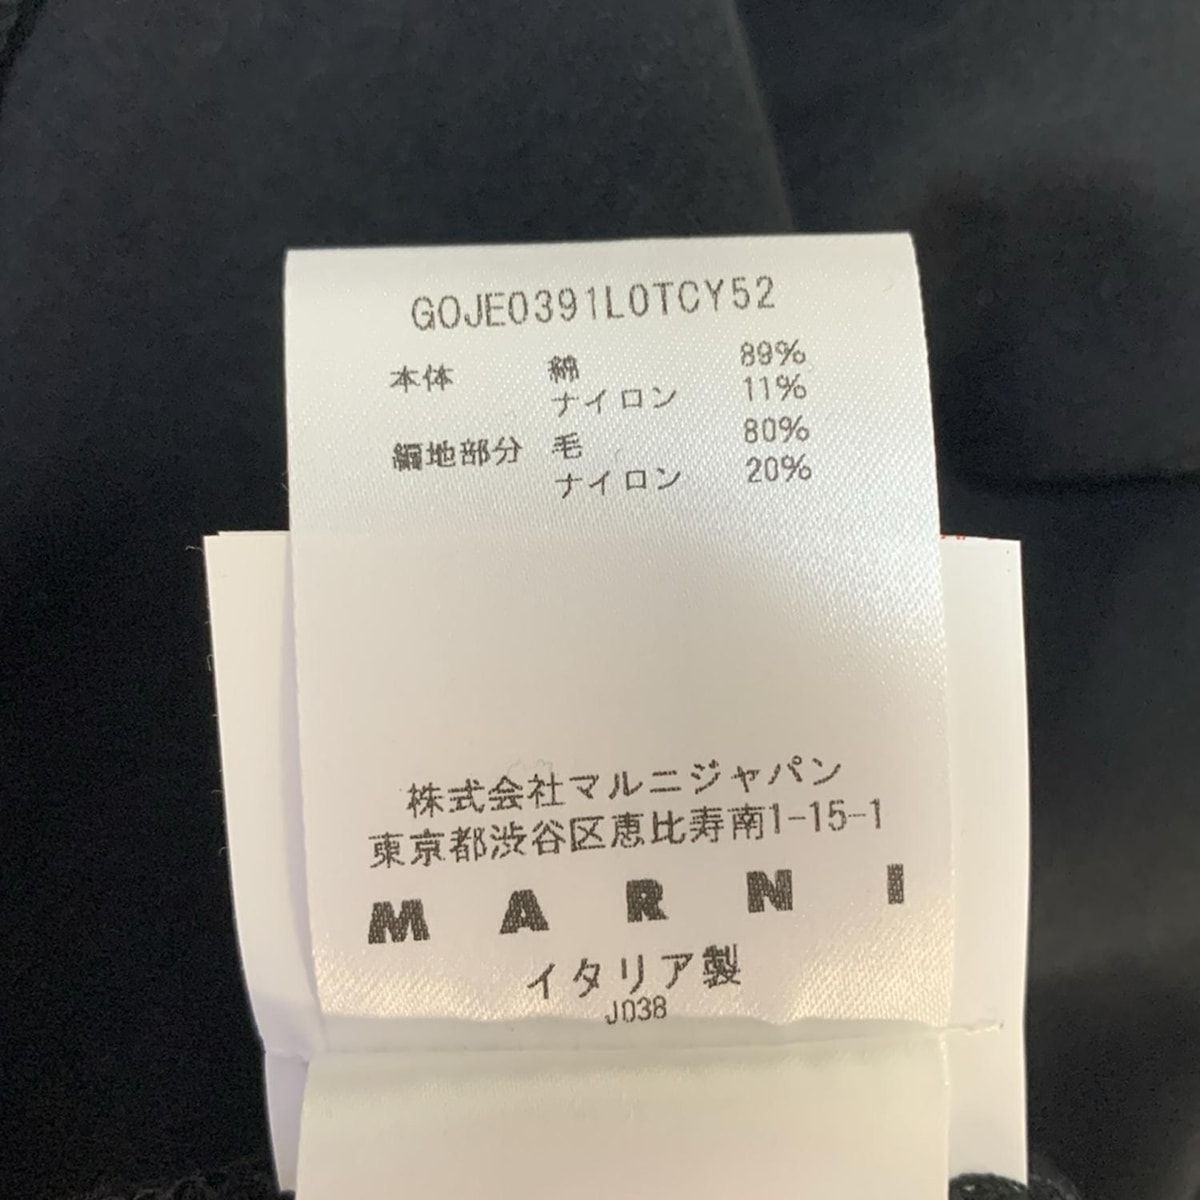 GOJE0391L0TCY52
本体 綿 89%
ナイロン 11%
編地部分 毛 80%
ナイロン 20%
株式会社マルニジャパン
東京都渋谷区恵比寿南1-15-1
MARNI
イタリア製
J038